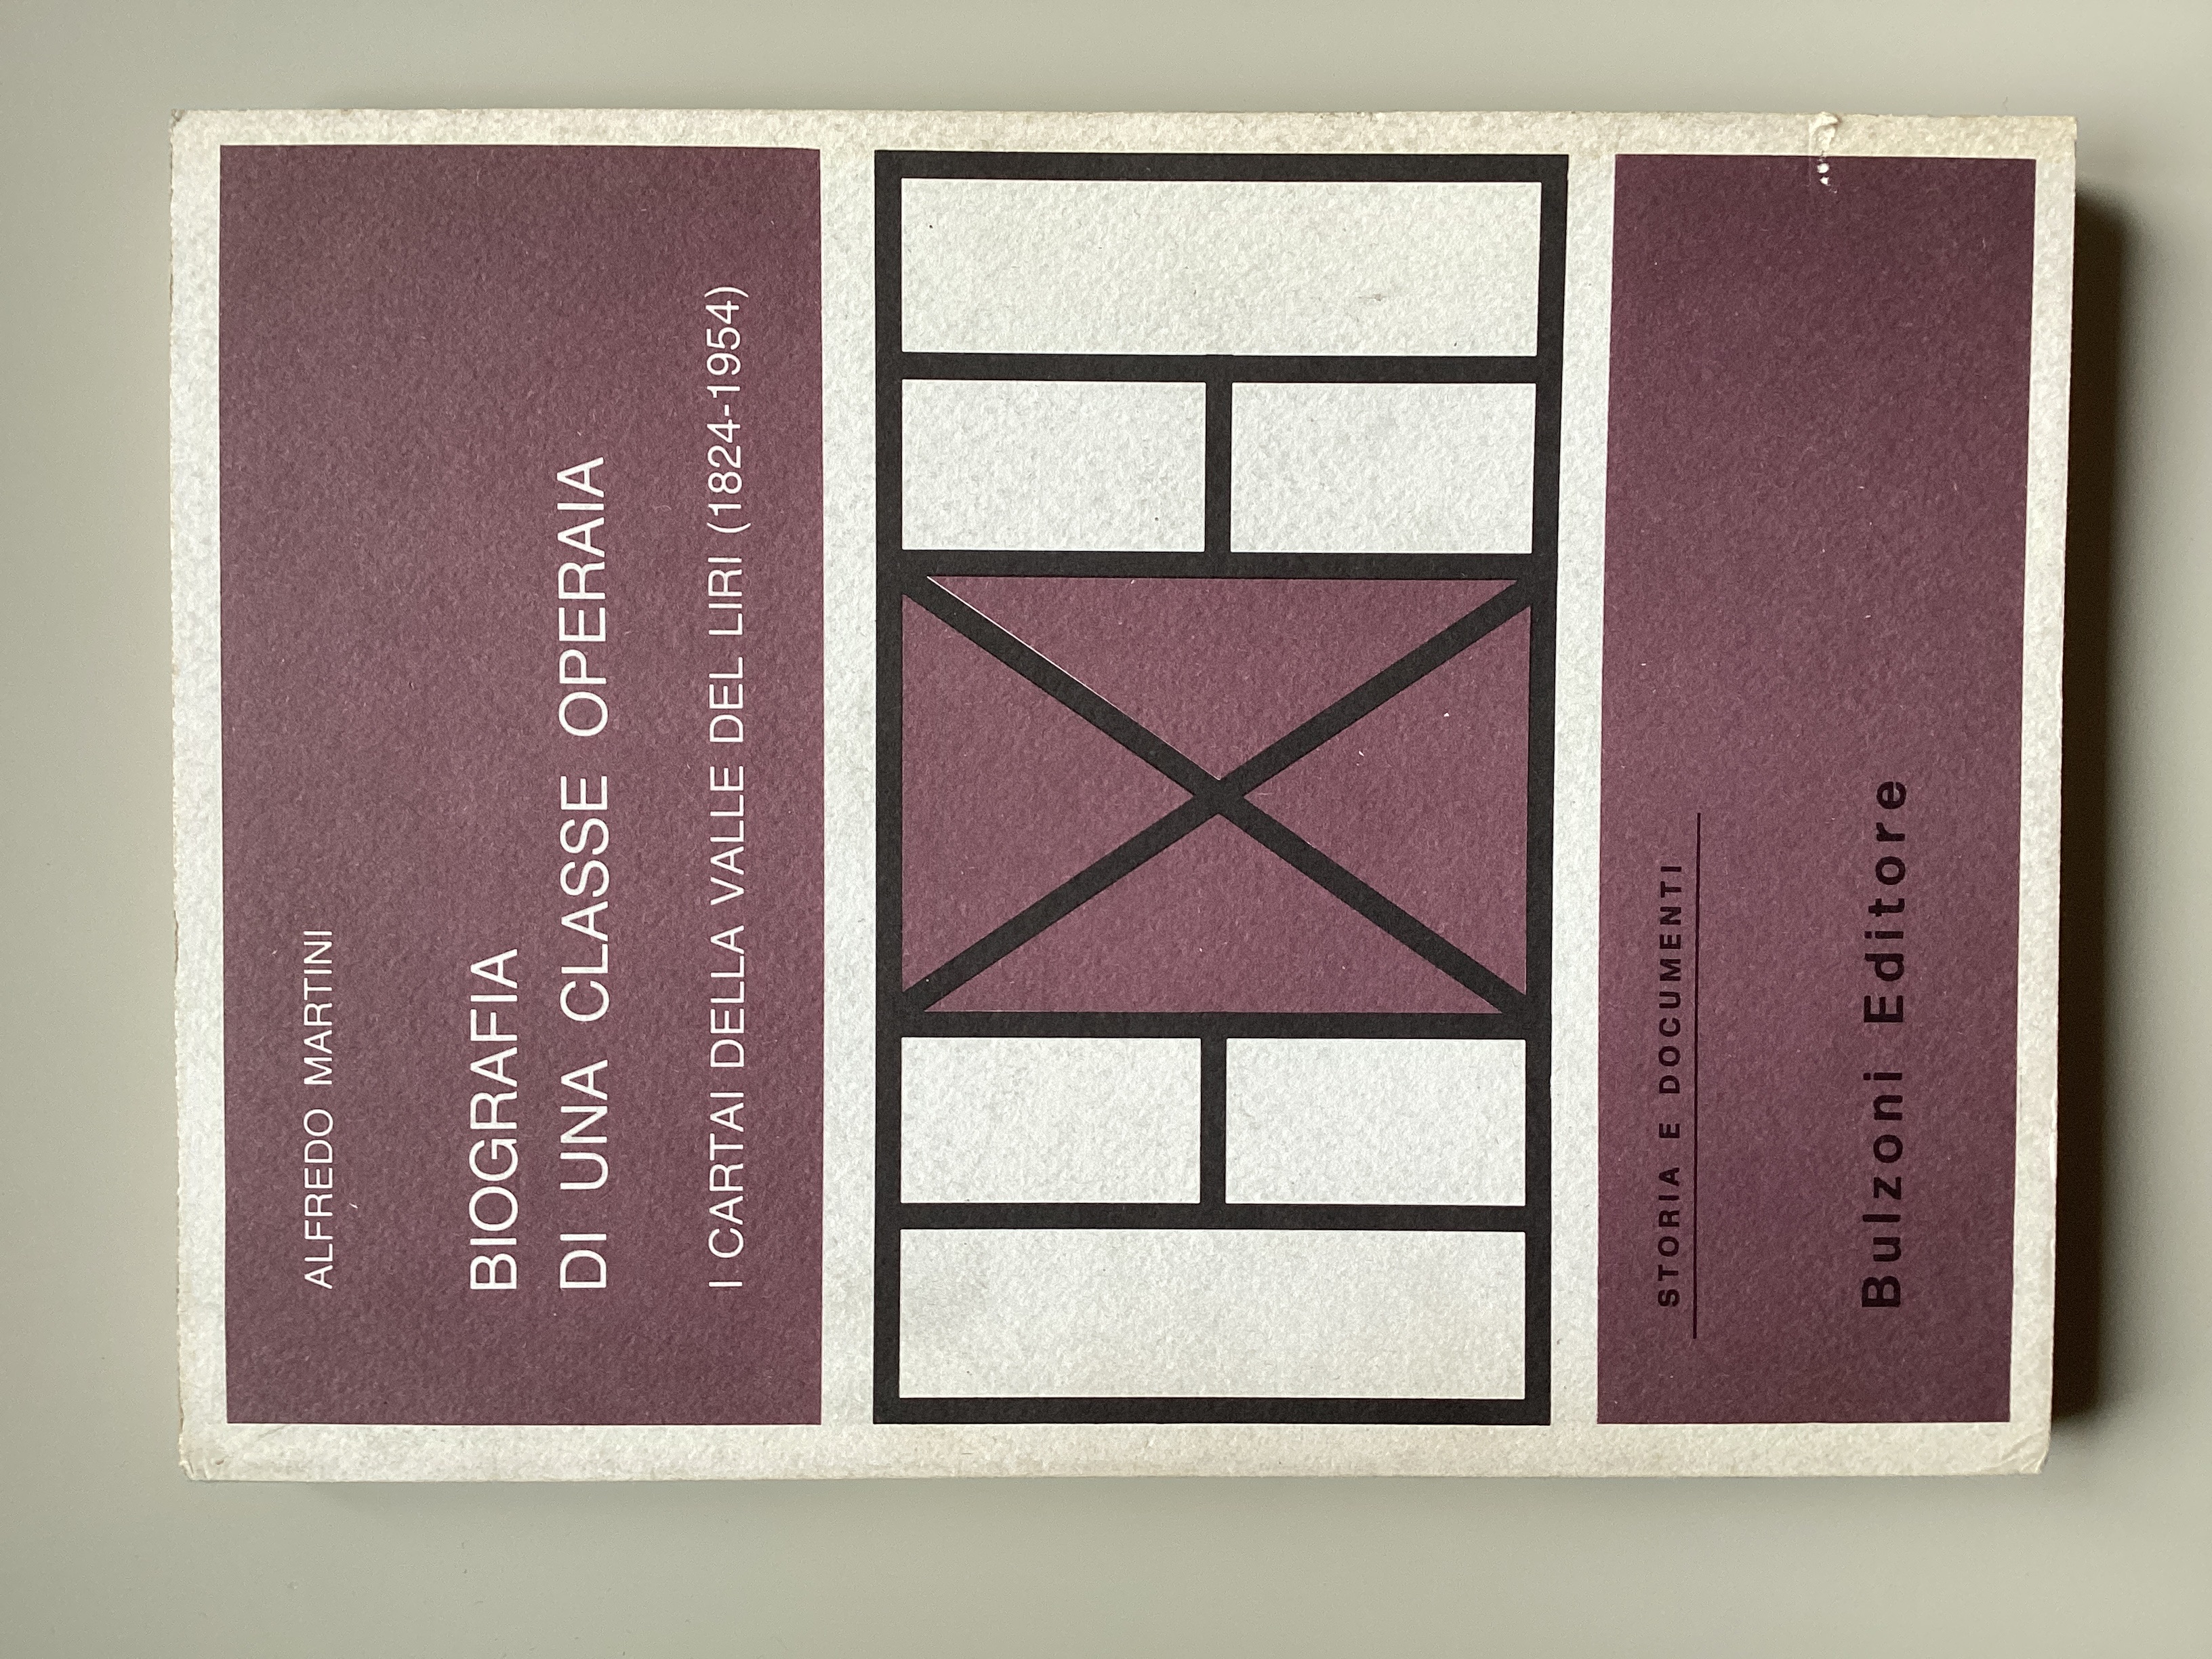 ALFREDO MARTINI
BIOGRAFIA
DI UNA CLASSE OPERAIA
I CARTAI DELLA VALLE DEL LIRI (1824-1954)
STORIA E DOCUMENTI
Bulzoni Editore